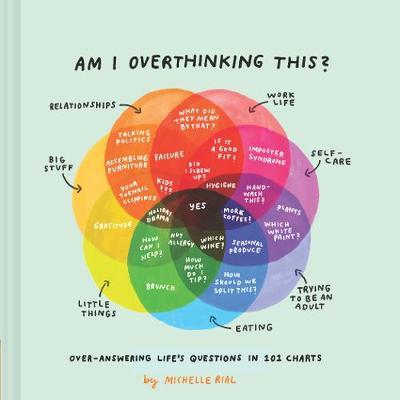 AM I OVERTHINKING THIS?
RELATIONSHIPS
WORK
LIFE
WHAT DID
THEY MEAN
BY THAT?
TALKING
POLITICS
IS IT
A GOOD
FIT?
IMPOSTER
SYNDROME
SELF-
CARE
BIG
STUFF
ASSEMBLING
FURNITURE
FAILURE
DID
I SCREW
UP?
YOUR
TOENAIL
CLIPPINGS
KIDS?
??
HYGIENE
HAND-
WASH
THIS?
HOLIDAY
DRAMA
YES
MORE
COFFEE?
PLANTS
GRATITUDE
WHICH
WHITE
PAINT?
HOW
CAN I
HELP?
NUT
ALLERGY
WHICH
WINE?
SEASONAL
PRODUCE
HOW
MUCH
DO I
TIP?
BRUNCH
HOW
SHOULD WE
SPLIT THIS?
LITTLE
THINGS
TRYING
TO BE AN
ADULT
EATING
OVER-ANSWERING LIFE'S QUESTIONS IN 101 CHARTS
by MICHELLE RIAL